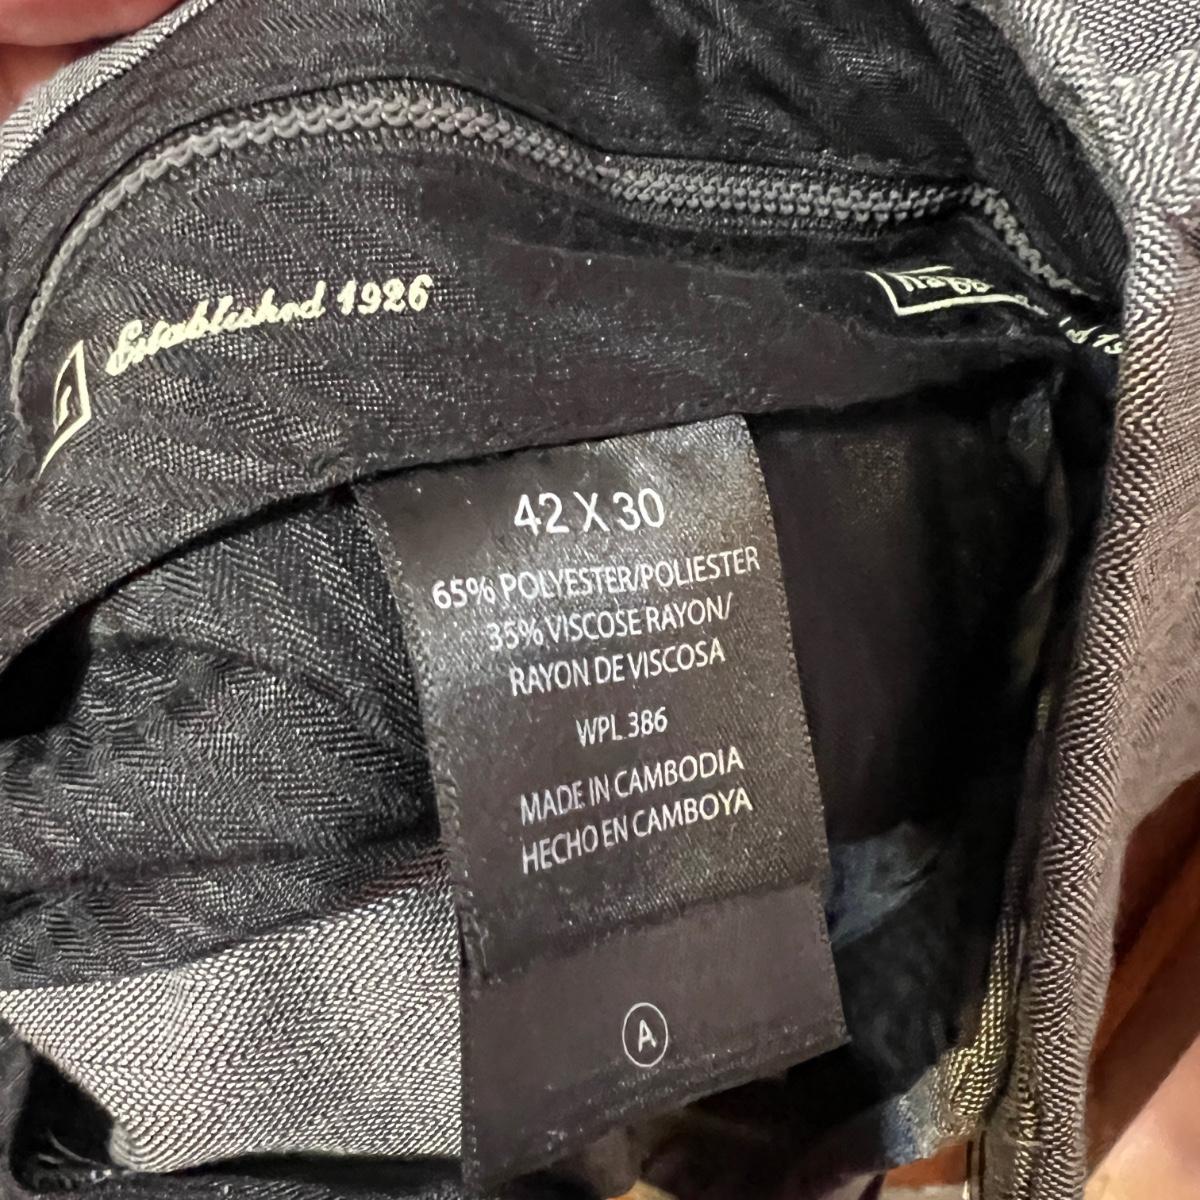 Established 1926
42 X 30
65% POLYESTER/POLIESTER
35% VISCOSE RAYON/
RAYON DE VISCOSA
WPL 386
MADE IN CAMBODIA
HECHO EN CAMBOYA
A